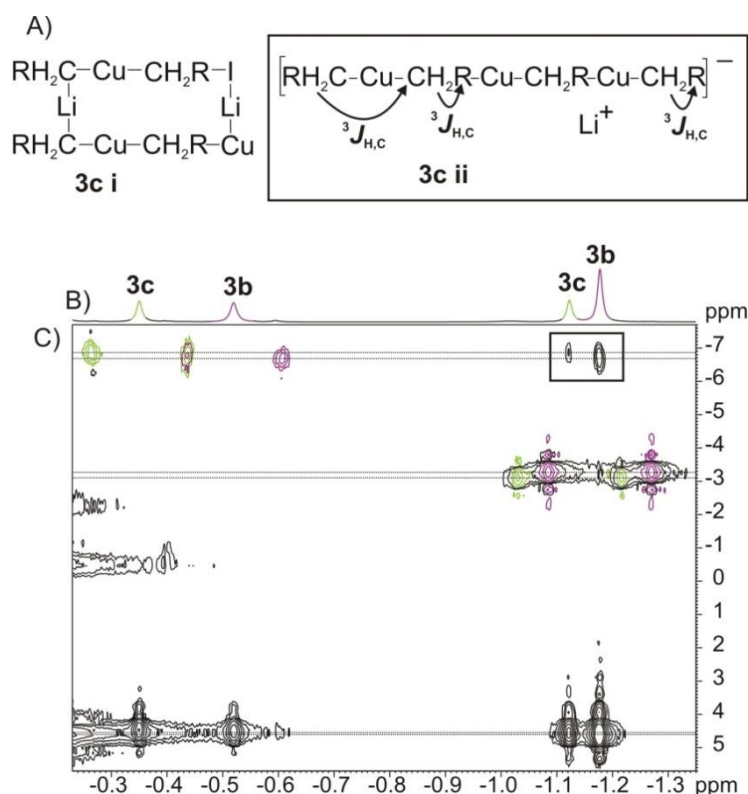 A)
RH₂C–Cu–CH₂R–I
Li Li
RH₂C–Cu–CH₂R–Cu
3c i
[RH₂C–Cu–CH₂R–Cu–CH₂R–Cu–CH₂R]⁻
³J_H,C ³J_H,C Li⁺ ³J_H,C
3c ii
B) 3c 3b 3c 3b ppm
C)
-7
-6
-5
-4
-3
-2
-1
0
1
2
3
4
5
-0.3 -0.4 -0.5 -0.6 -0.7 -0.8 -0.9 -1.0 -1.1 -1.2 -1.3 ppm